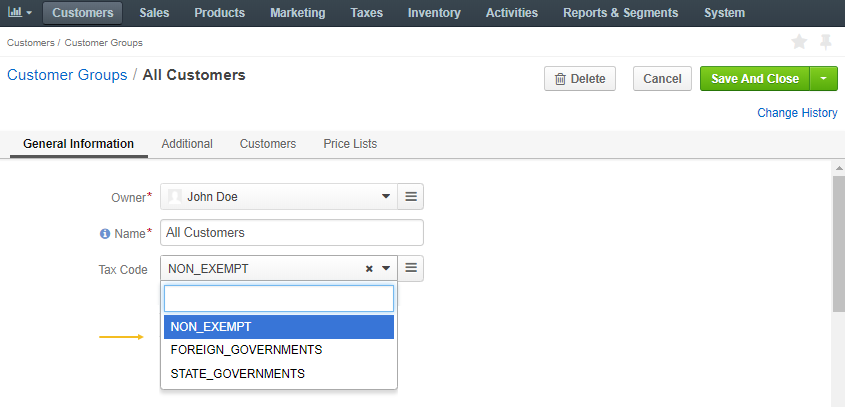 Customers Sales Products Marketing Taxes Inventory Activities Reports & Segments System
Customers / Customer Groups
Customer Groups / All Customers Delete Cancel Save And Close
Change History
General Information Additional Customers Price Lists
Owner* John Doe
Name* All Customers
Tax Code NON_EXEMPT
NON_EXEMPT
FOREIGN_GOVERNMENTS
STATE_GOVERNMENTS